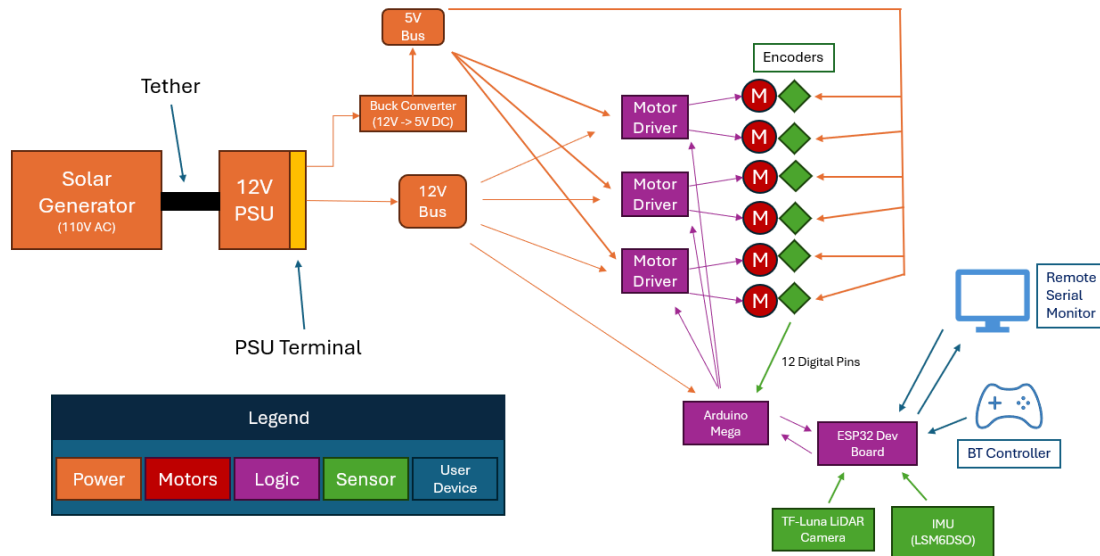 5V
Bus
Encoders
Tether
Buck Converter
(12V -> 5V DC)
M
M
M
M
M
M
Motor
Driver
Motor
Driver
Motor
Driver
Solar
Generator
(110V AC)
12V
PSU
12V
Bus
Remote
Serial
Monitor
PSU Terminal
12 Digital Pins
Legend
Power
Motors
Logic
Sensor
User
Device
Arduino
Mega
ESP32 Dev
Board
BT Controller
TF-Luna LiDAR
Camera
IMU
(LSM6DSO)